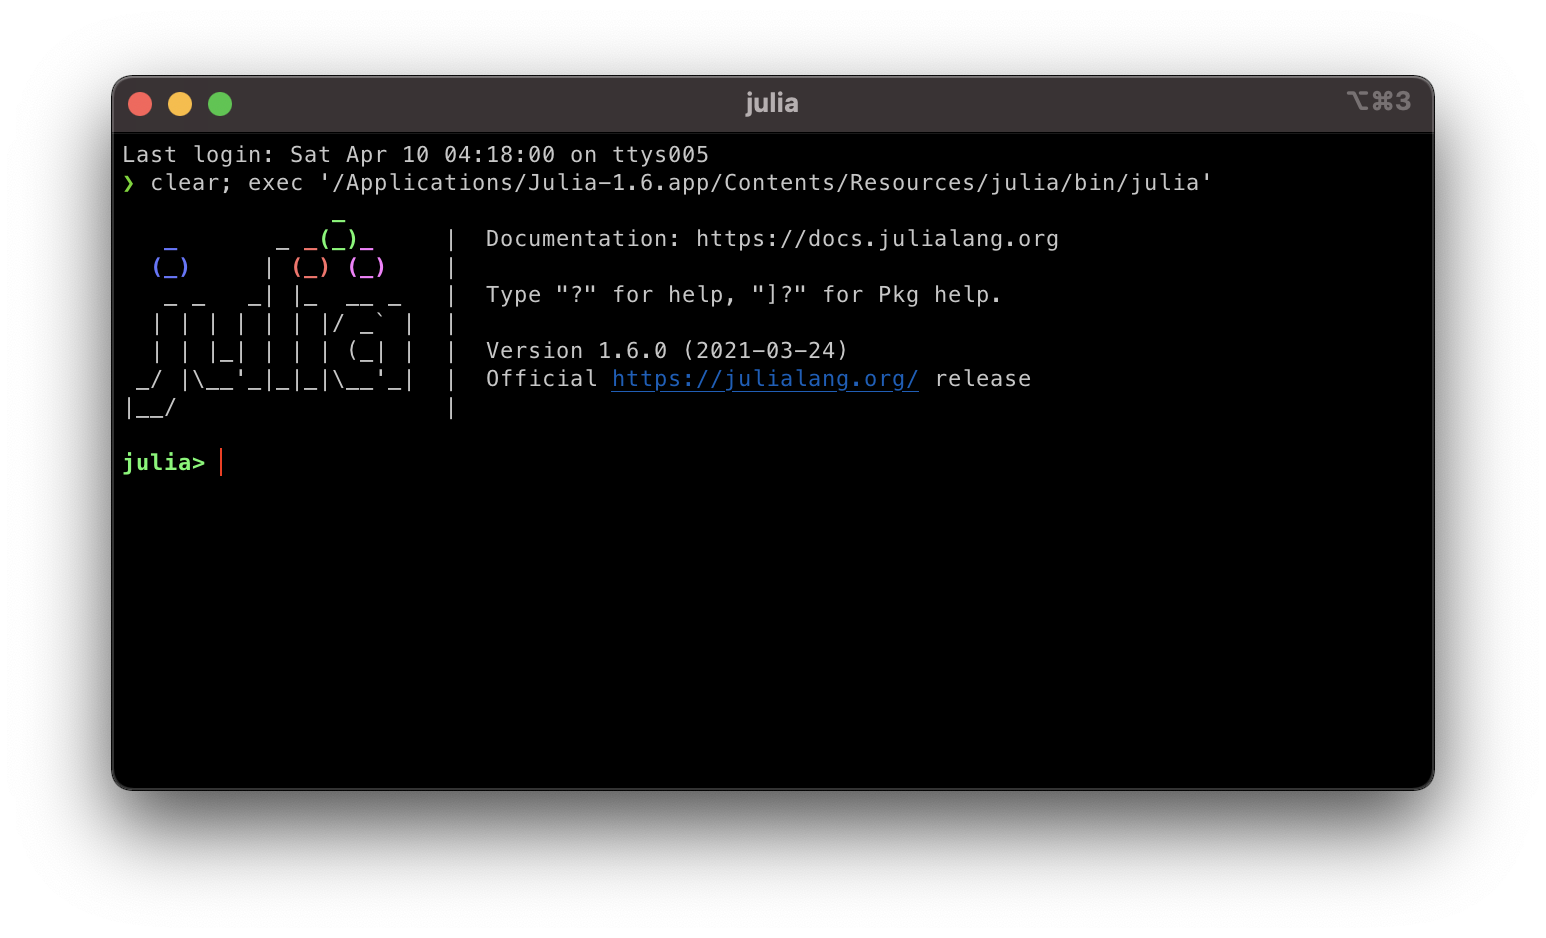 julia
⌥⌘3
Last login: Sat Apr 10 04:18:00 on ttys005
❯ clear; exec '/Applications/Julia-1.6.app/Contents/Resources/julia/bin/julia'
               _
   _       _ _(_)_     |  Documentation: https://docs.julialang.org
  (_)     | (_) (_)    |
   _ _   _| |_  __ _   |  Type "?" for help, "]?" for Pkg help.
  | | | | | | |/ _` |  |
  | | |_| | | | (_| |  |  Version 1.6.0 (2021-03-24)
 _/ |\__'_|_|_|\__'_|  |  Official https://julialang.org/ release
|__/                   |
julia>